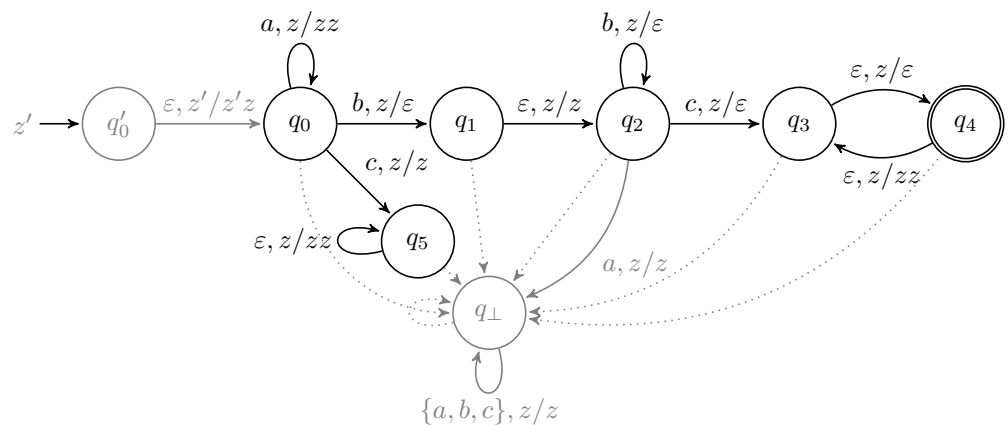 a, z/zz
b, z/ε
z′
q′₀
ε, z′/z′z
q₀
b, z/ε
q₁
ε, z/z
q₂
c, z/ε
q₃
ε, z/ε
q₄
ε, z/zz
c, z/z
ε, z/zz
q₅
a, z/z
q⊥
{a, b, c}, z/z